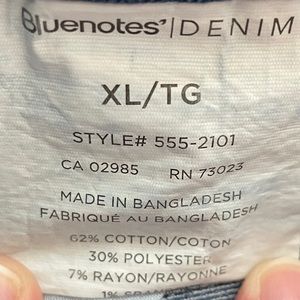 Bluenotes'|DENIM
XL/TG
STYLE# 555-2101
CA 02985 RN 73023
MADE IN BANGLADESH
FABRIQUÉ AU BANGLADESH
62% COTTON/COTON
30% POLYESTER
7% RAYON/RAYONNE
1%